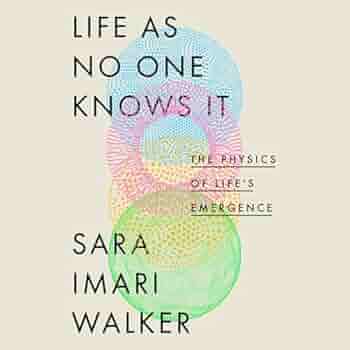 LIFE AS
NO ONE
KNOWS IT
THE PHYSICS
OF LIFE'S
EMERGENCE
SARA
IMARI
WALKER